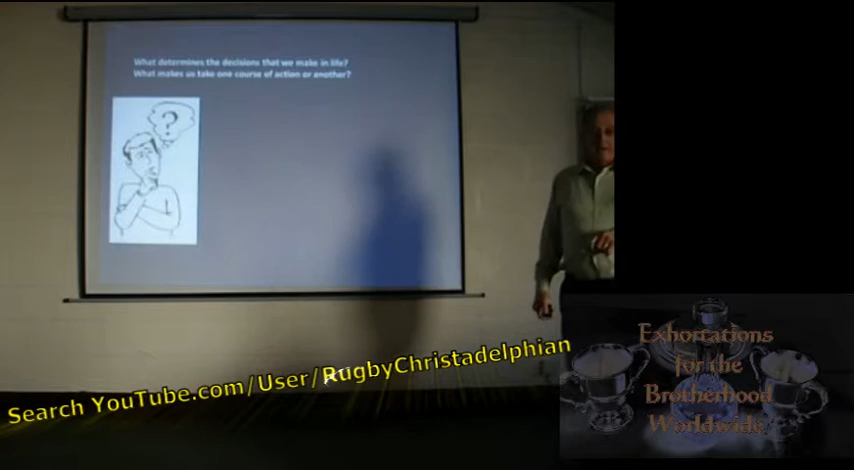 What determines the decisions that we make in life?
What makes us take one course of action or another?
?
Search YouTube.com/User/RugbyChristadelphian
Exhortations
for the
Brotherhood
Worldwide